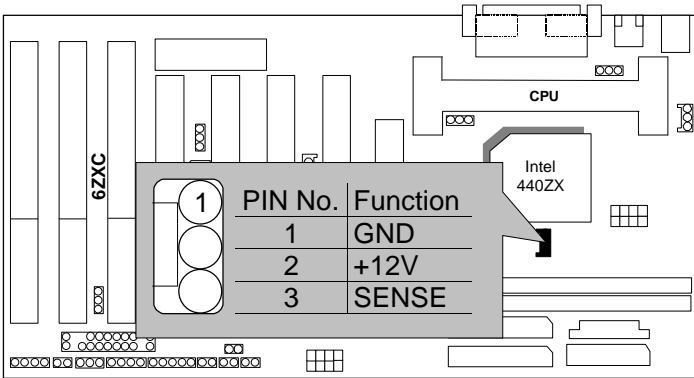 CPU
6ZXC
Intel
440ZX
1
PIN No. Function
1 GND
2 +12V
3 SENSE